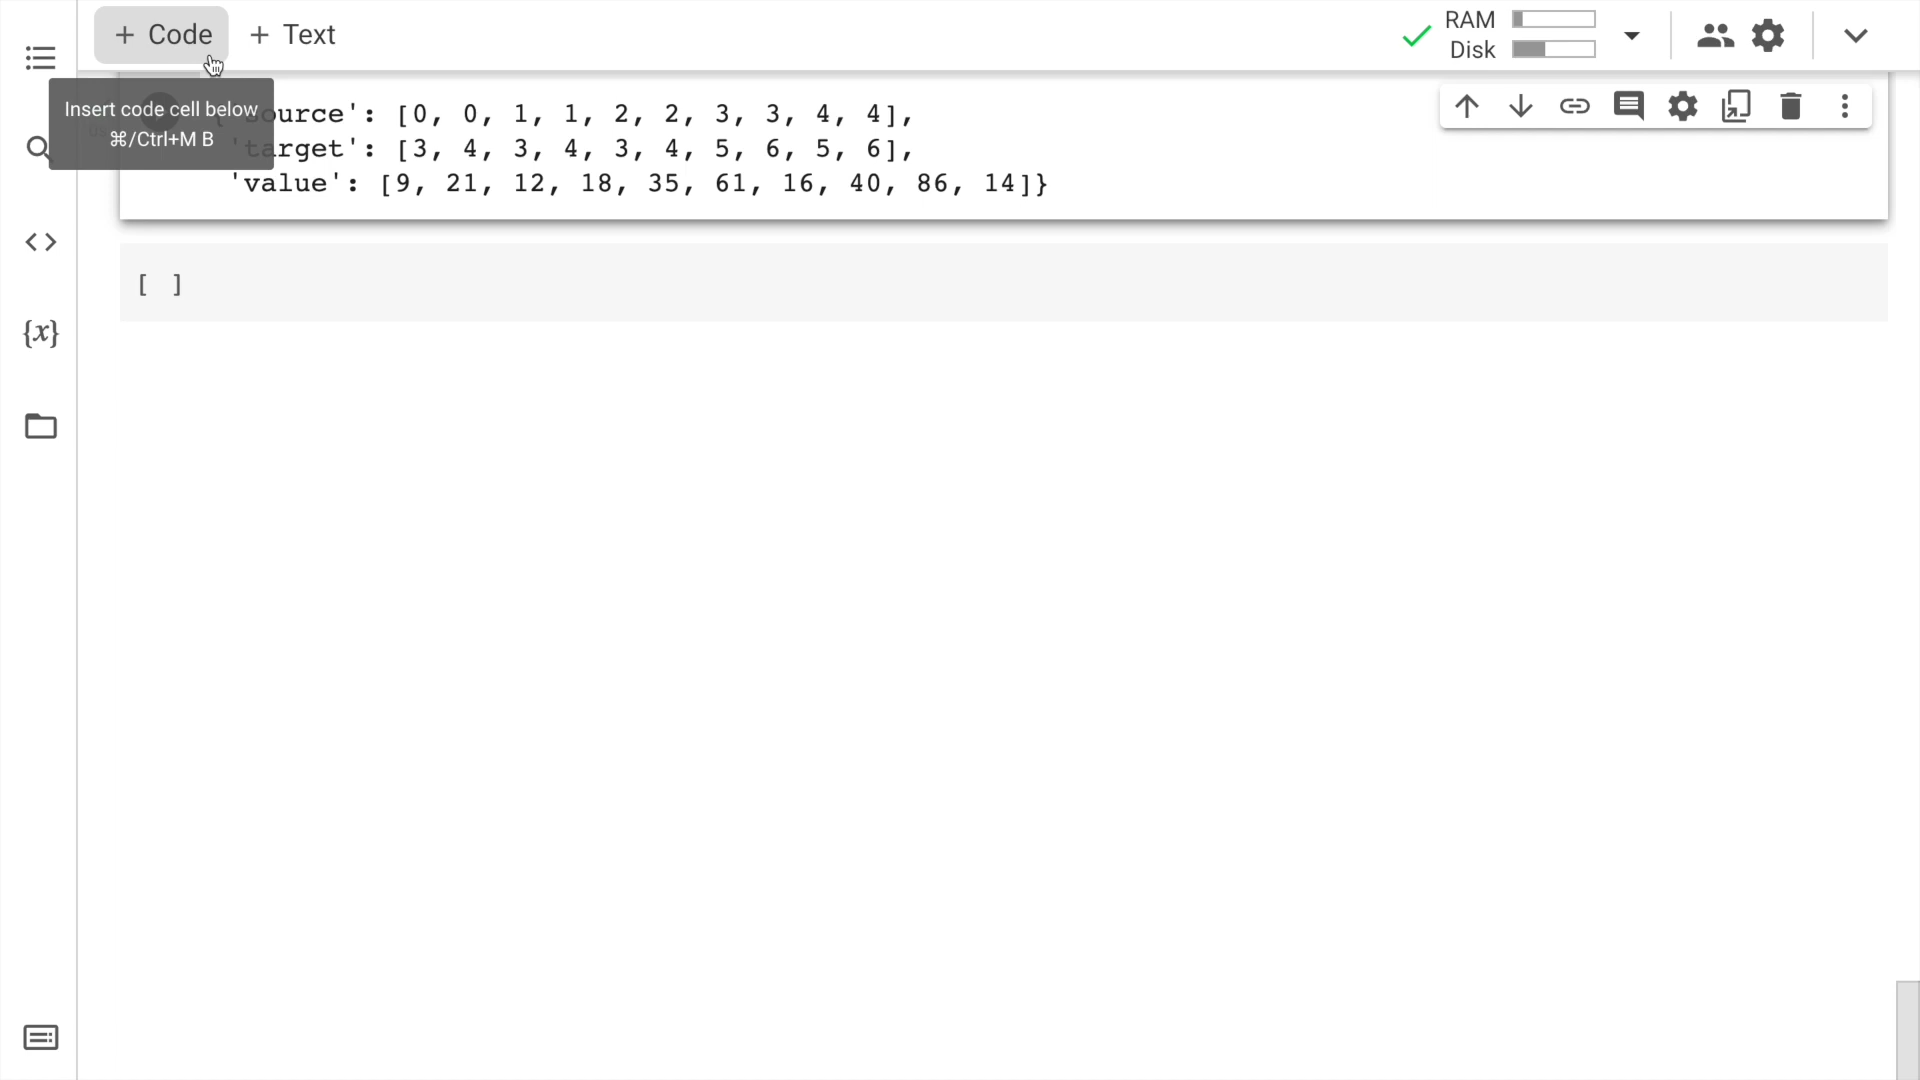 + Code + Text
RAM
Disk
Insert code cell below
⌘/Ctrl+M B
source': [0, 0, 1, 1, 2, 2, 3, 3, 4, 4],
'target': [3, 4, 3, 4, 3, 4, 5, 6, 5, 6],
'value': [9, 21, 12, 18, 35, 61, 16, 40, 86, 14]}
[ ]
{x}